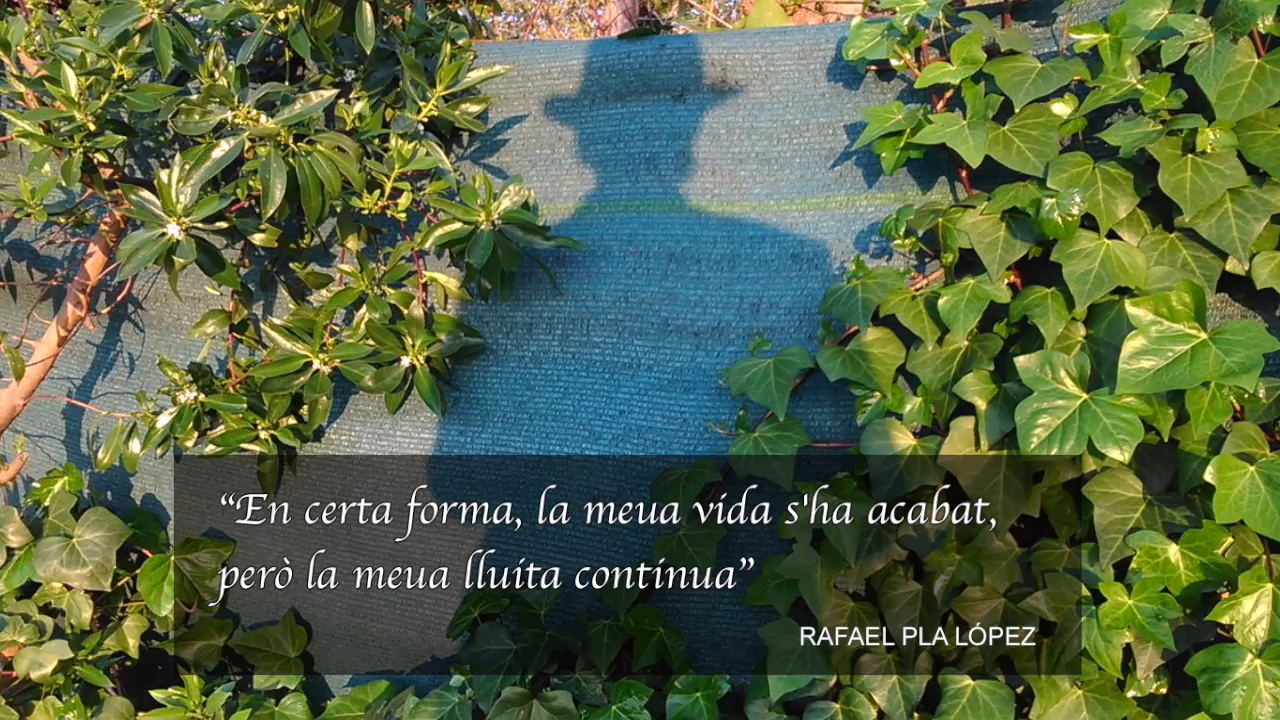 “En certa forma, la meua vida s'ha acabat,
però la meua lluita continua”
RAFAEL PLA LÓPEZ